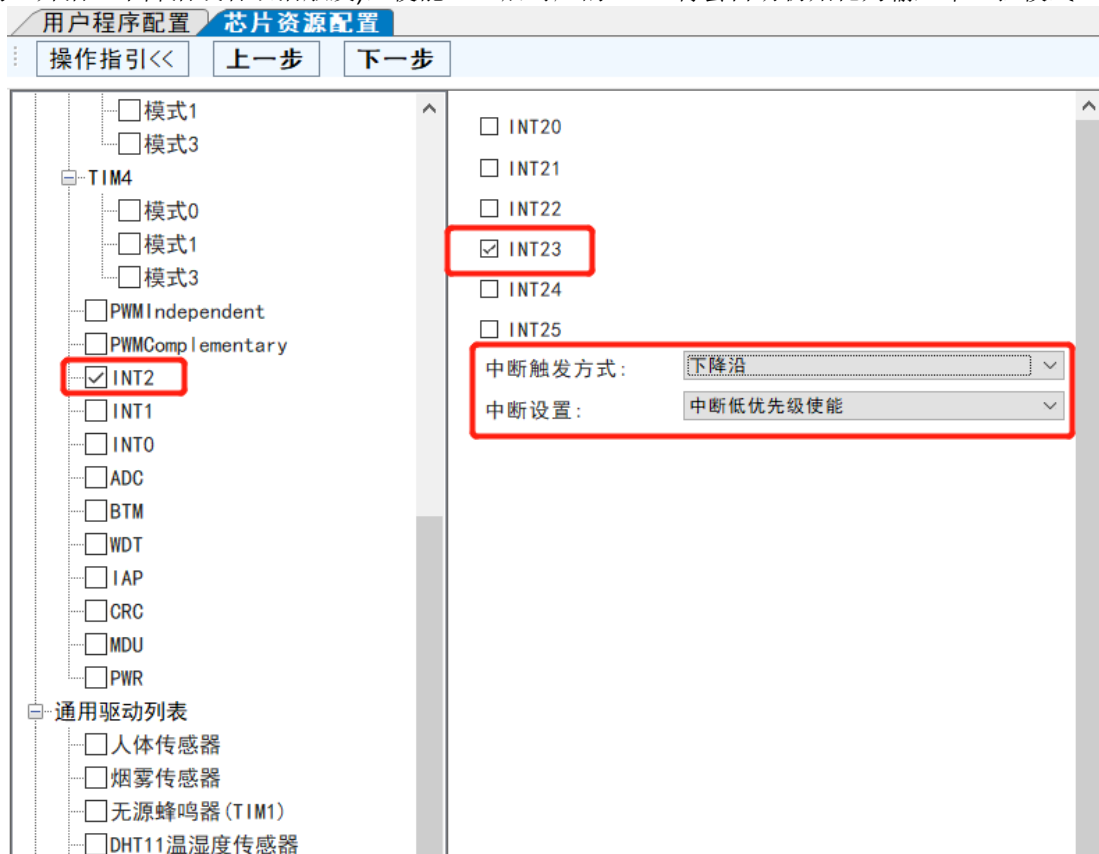 用户程序配置 芯片资源配置
操作指引<< 上一步 下一步
模式1
模式3
TIM4
模式0
模式1
模式3
PWMIndependent
PWMComplementary
INT2
INT1
INT0
ADC
BTM
WDT
IAP
CRC
MDU
PWR
通用驱动列表
人体传感器
烟雾传感器
无源蜂鸣器(TIM1)
DHT11温湿度传感器
INT20
INT21
INT22
INT23
INT24
INT25
中断触发方式: 下降沿
中断设置: 中断低优先级使能